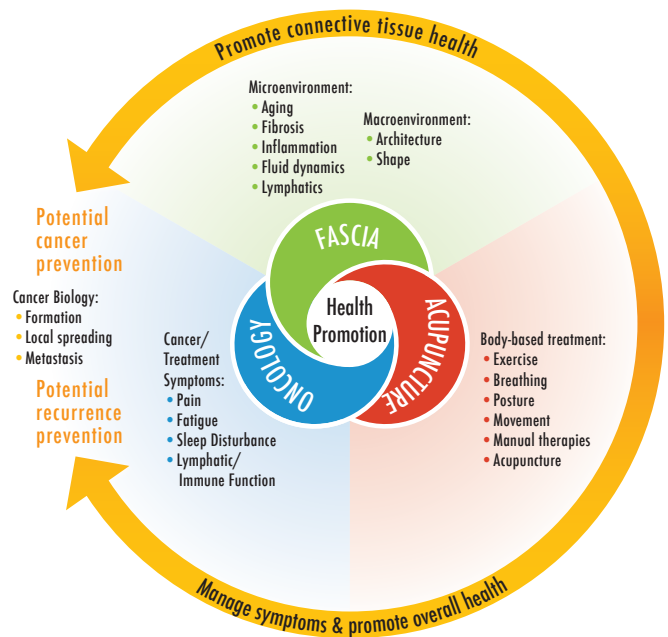 Promote connective tissue health
Microenvironment:
• Aging
• Fibrosis
• Inflammation
• Fluid dynamics
• Lymphatics
Macroenvironment:
• Architecture
• Shape
Potential
cancer
prevention
Cancer Biology:
• Formation
• Local spreading
• Metastasis
Potential
recurrence
prevention
FASCIA
ACUPUNCTURE
ONCOLOGY
Health
Promotion
Cancer/
Treatment
Symptoms:
• Pain
• Fatigue
• Sleep Disturbance
• Lymphatic/
Immune Function
Body-based treatment:
• Exercise
• Breathing
• Posture
• Movement
• Manual therapies
• Acupuncture
Manage symptoms & promote overall health